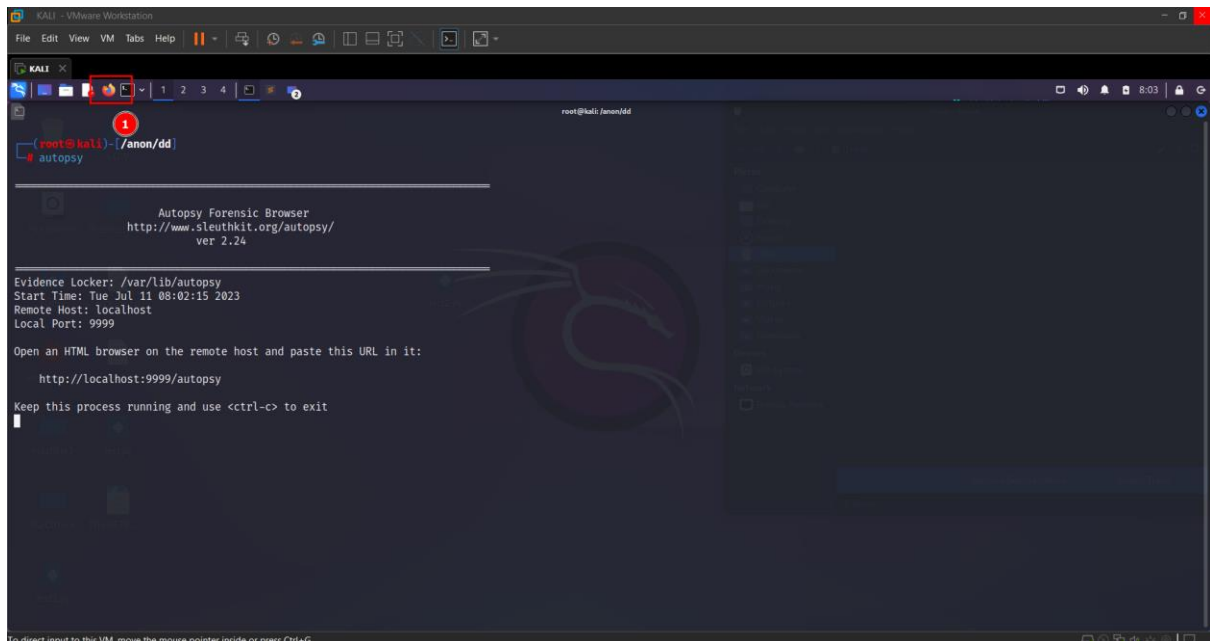 KALI - VMware Workstation
File Edit View VM Tabs Help
KALI
1 2 3 4
2
8:03
root@kali: /anon/dd
1
(root㉿kali)-[/anon/dd]
# autopsy
Autopsy Forensic Browser
http://www.sleuthkit.org/autopsy/
ver 2.24
Evidence Locker: /var/lib/autopsy
Start Time: Tue Jul 11 08:02:15 2023
Remote Host: localhost
Local Port: 9999
Open an HTML browser on the remote host and paste this URL in it:
http://localhost:9999/autopsy
Keep this process running and use <ctrl-c> to exit
To direct input to this VM, move the mouse pointer inside or press Ctrl+G.